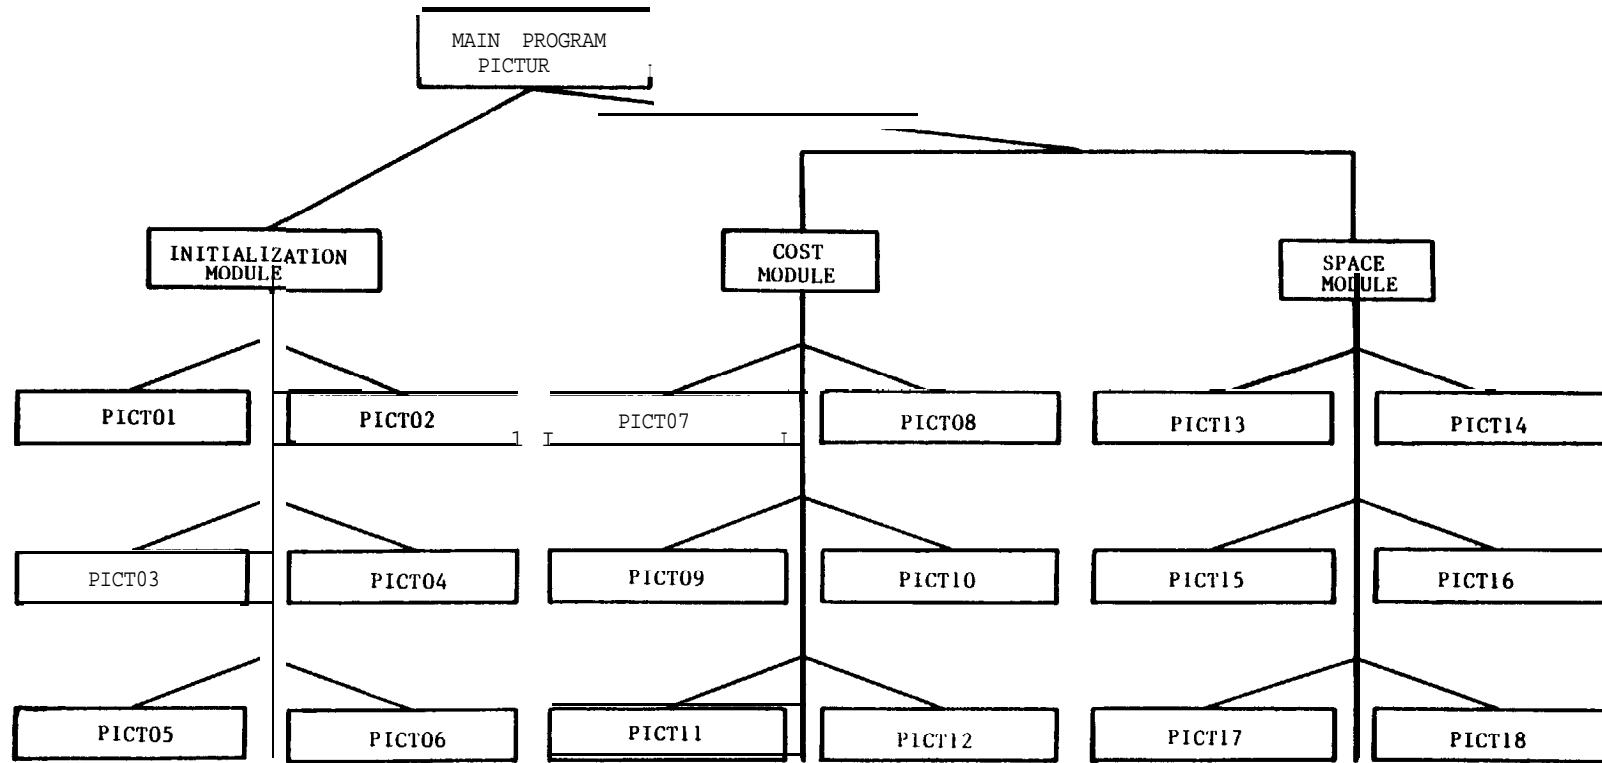 MAIN PROGRAM
PICTUR
INITIALIZATION
MODULE
COST
MODULE
SPACE
MODULE
PICT01
PICT02
PICT07
PICT08
PICT13
PICT14
PICT03
PICT04
PICT09
PICT10
PICT15
PICT16
PICT05
PICT06
PICT11
PICT12
PICT17
PICT18